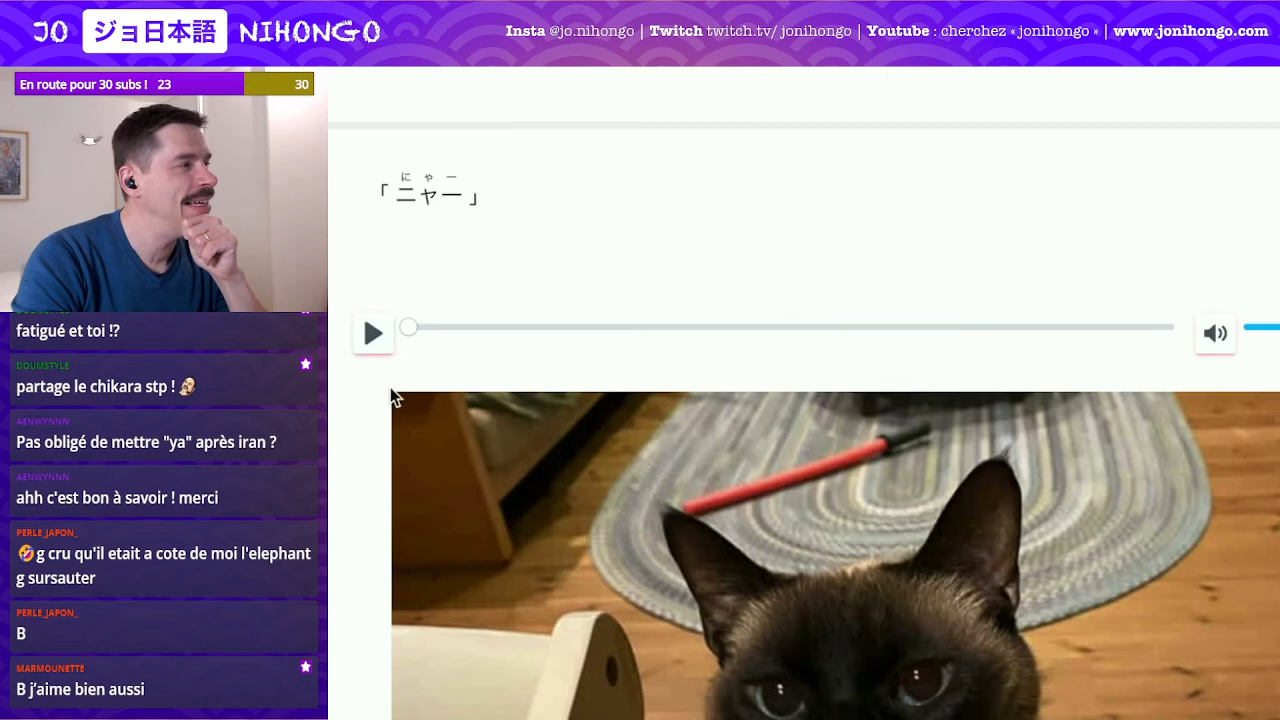 JO ジョ日本語 NIHONGO
Insta @jo.nihongo | Twitch twitch.tv/jonihongo | Youtube : cherchez « jonihongo » | www.jonihongo.com
En route pour 30 subs ! 23 30
にゃー
「ニャー」
fatigué et toi !?
DOUMSTYLE
partage le chikara stp !
AENWYNNN
Pas obligé de mettre "ya" après iran ?
AENWYNNN
ahh c'est bon à savoir ! merci
PERLE_JAPON_
🤣g cru qu'il etait a cote de moi l'elephant
g sursauter
PERLE_JAPON_
B
MARMOUNETTE
B j'aime bien aussi